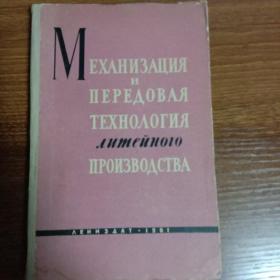 МЕХАНИЗАЦИЯ
И
ПЕРЕДОВАЯ
ТЕХНОЛОГИЯ
литейного
ПРОИЗВОДСТВА
ЛЕНИЗДАТ · 1961